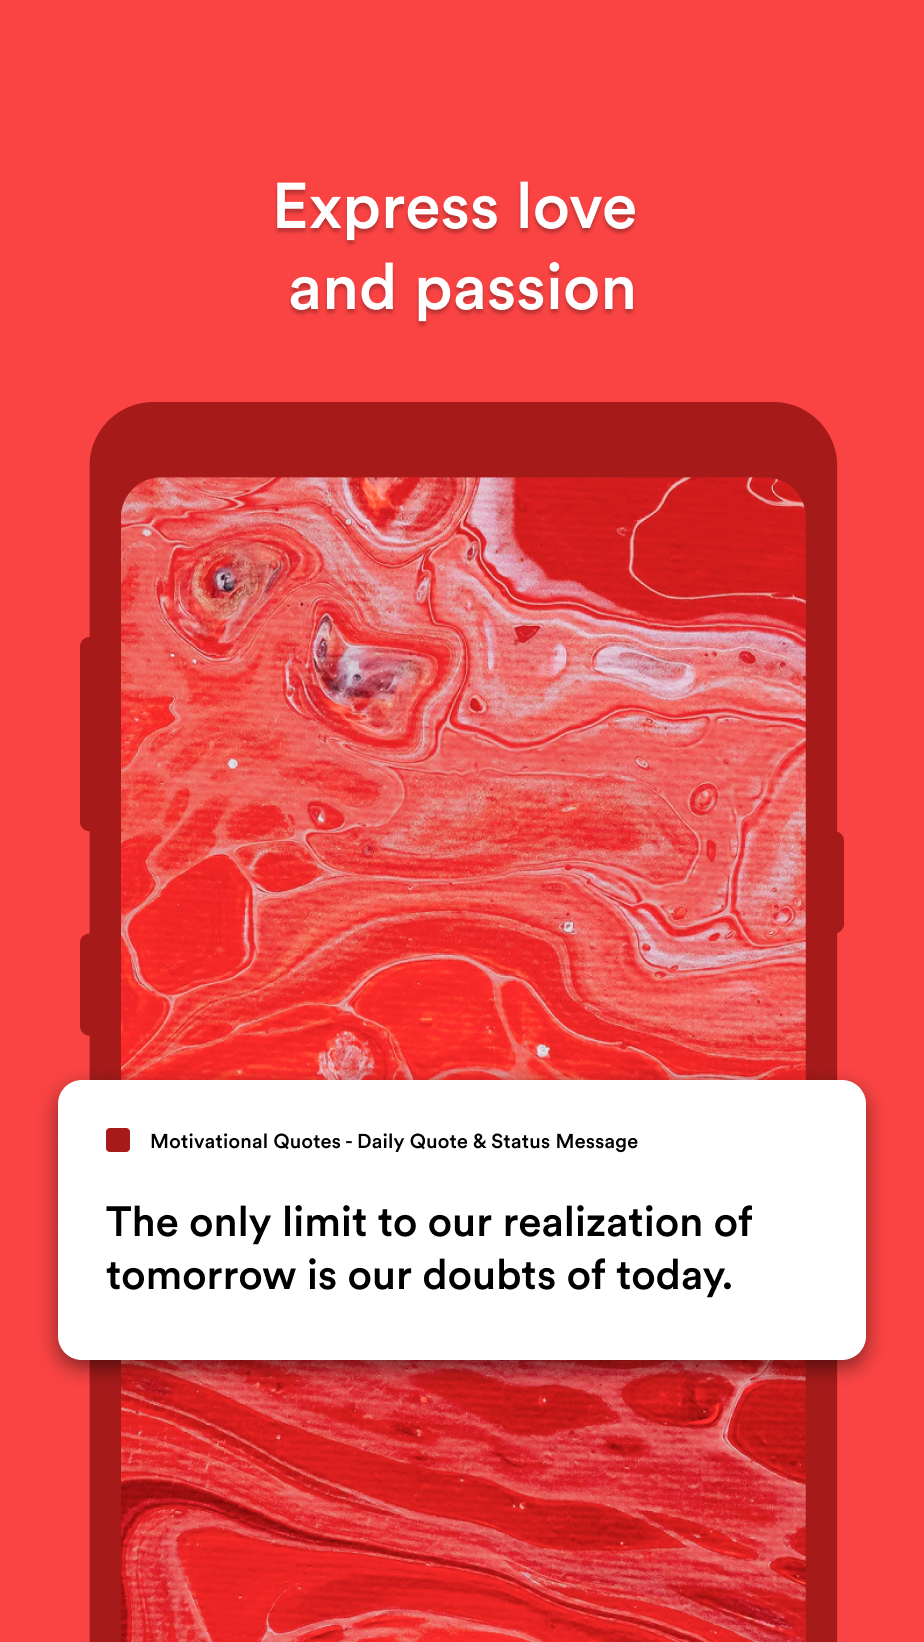 Express love
and passion
Motivational Quotes - Daily Quote & Status Message
The only limit to our realization of
tomorrow is our doubts of today.